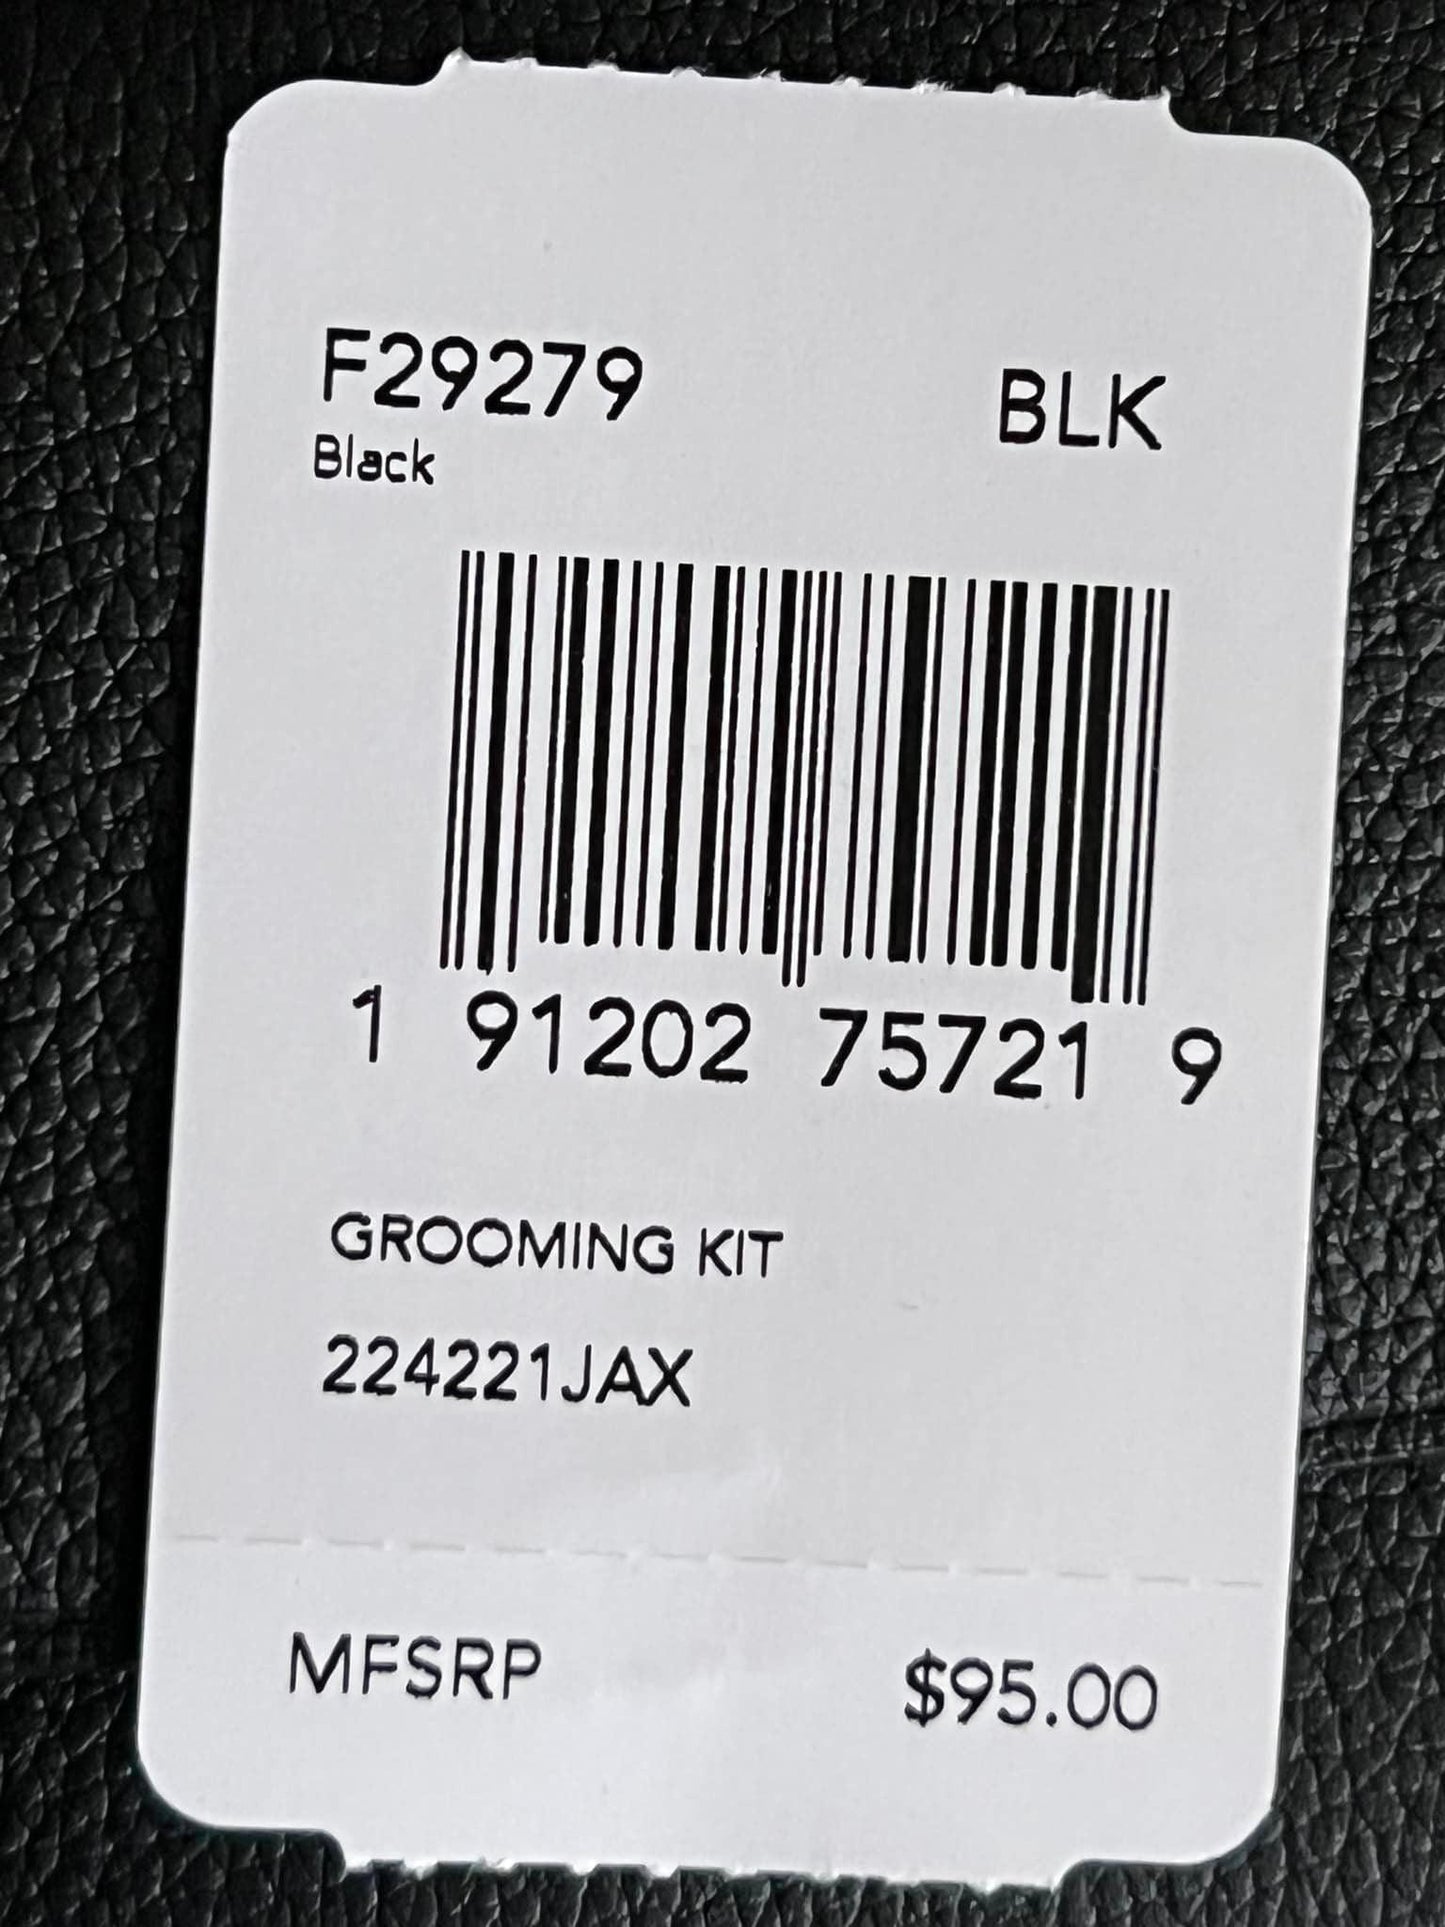 F29279 BLK
Black
1 91202 75721 9
GROOMING KIT
224221JAX
MFSRP $95.00